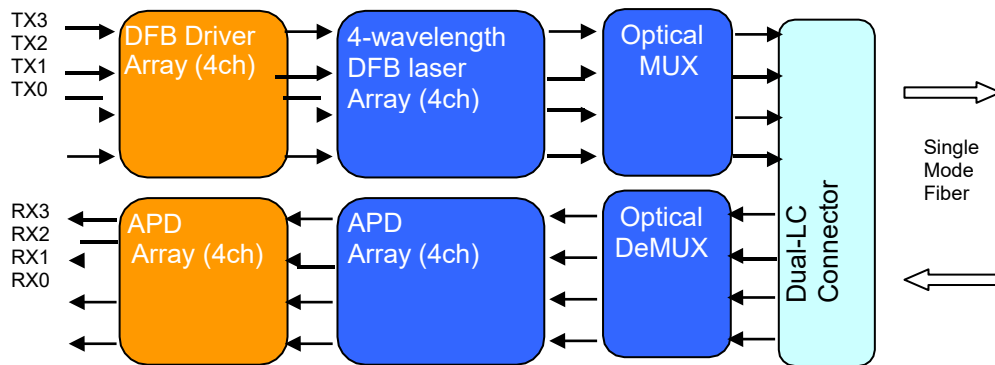 TX3
TX2
TX1
TX0
DFB Driver
Array (4ch)
4-wavelength
DFB laser
Array (4ch)
Optical
MUX
RX3
RX2
RX1
RX0
APD
Array (4ch)
APD
Array (4ch)
Optical
DeMUX
Dual-LC
Connector
Single
Mode
Fiber